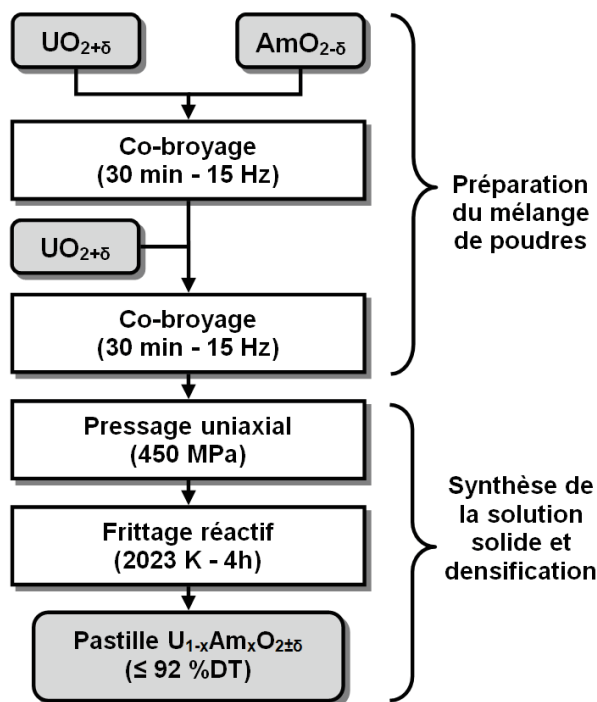 UO2+δ
AmO2-δ
Co-broyage
(30 min - 15 Hz)
UO2+δ
Co-broyage
(30 min - 15 Hz)
Préparation
du mélange
de poudres
Pressage uniaxial
(450 MPa)
Frittage réactif
(2023 K - 4h)
Pastille U1-xAmxO2±δ
(≤ 92 %DT)
Synthèse de
la solution
solide et
densification